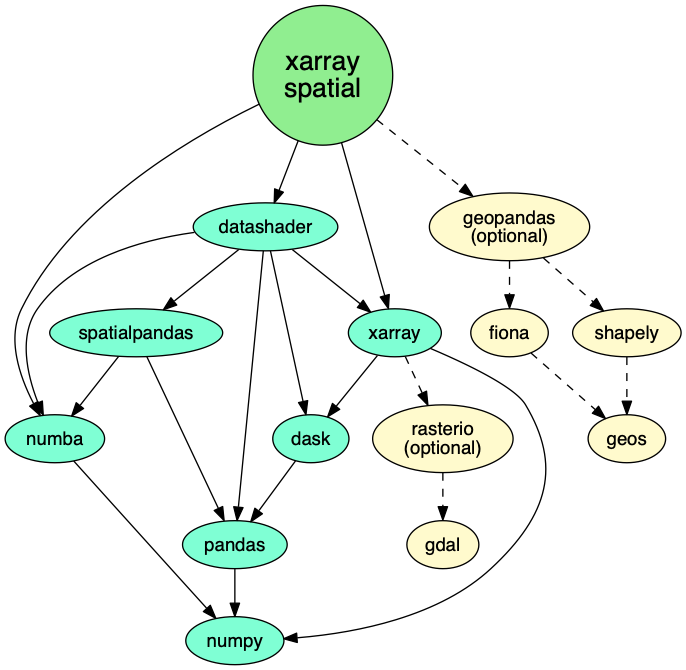 xarray
spatial
datashader
geopandas
(optional)
spatialpandas
xarray
fiona
shapely
numba
dask
rasterio
(optional)
geos
pandas
gdal
numpy